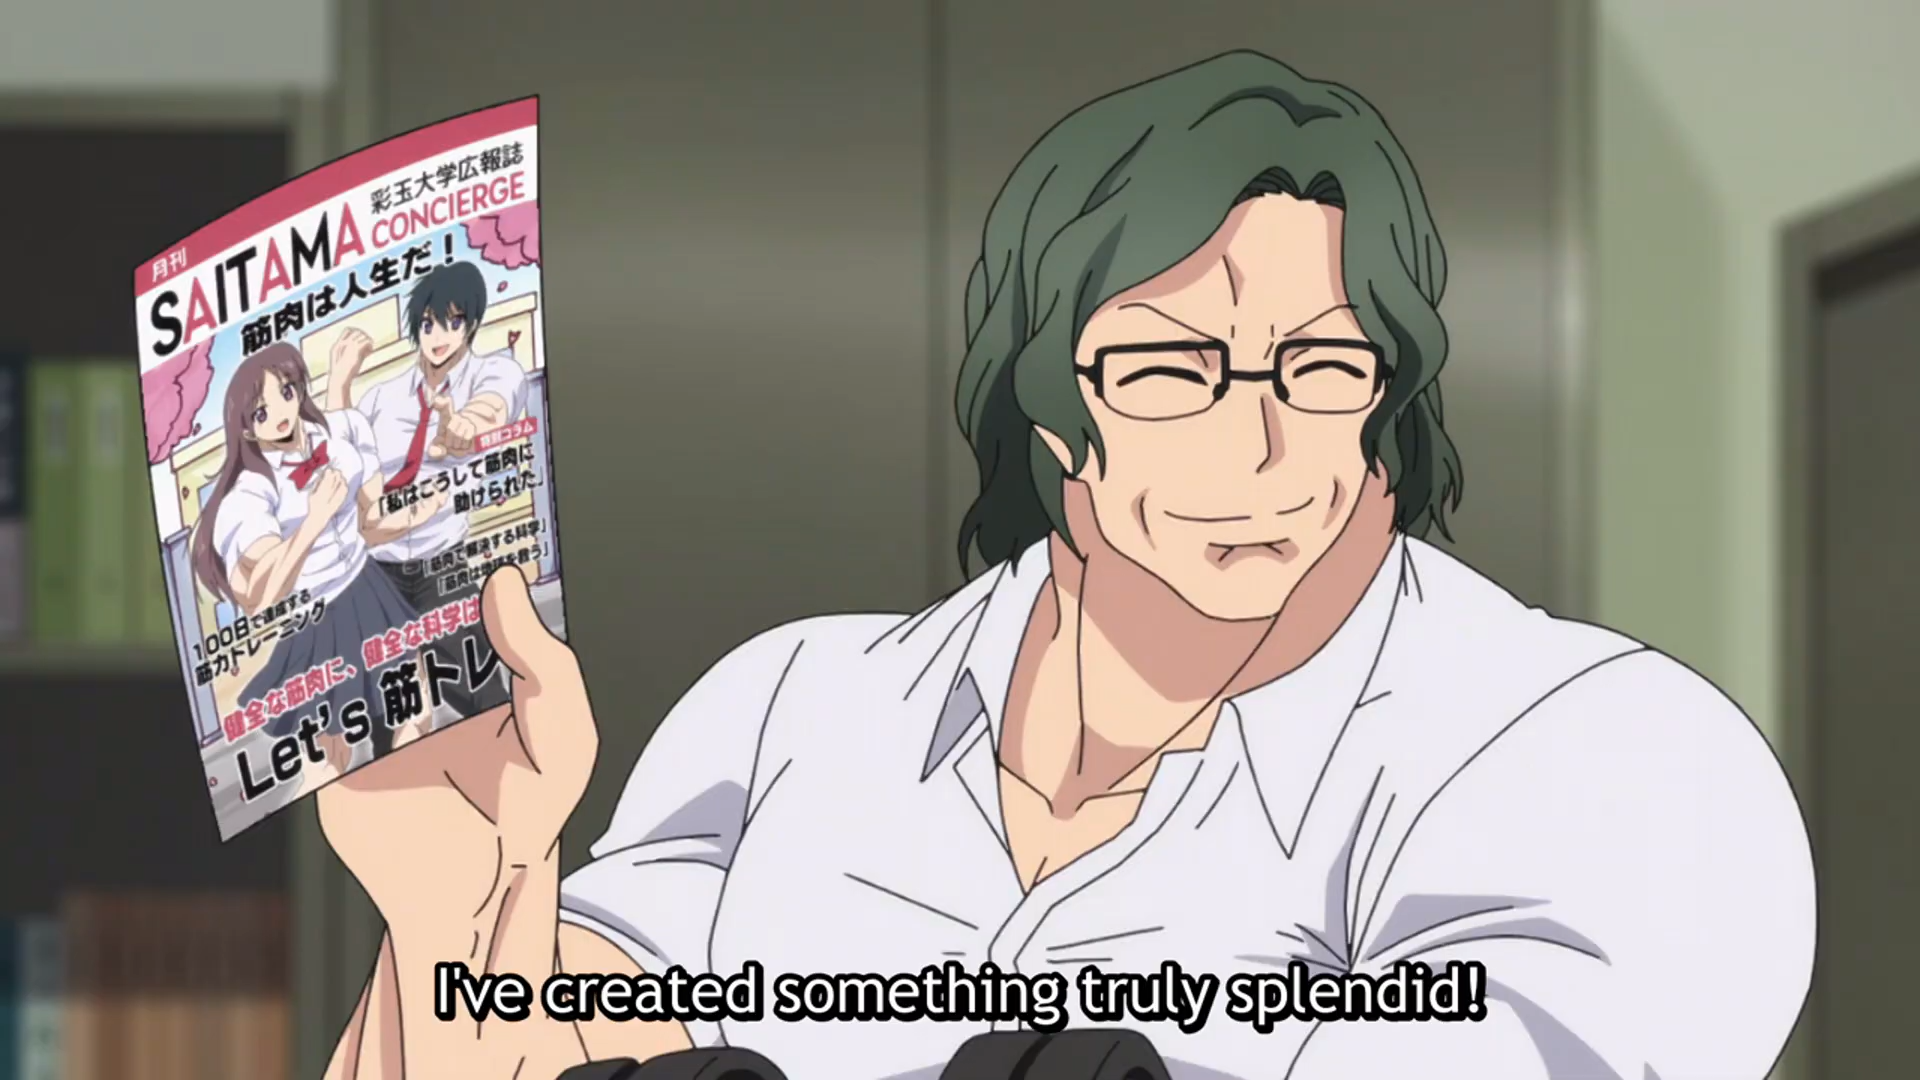 月刊
SAITAMA
彩玉大学広報誌
CONCIERGE
筋肉は人生だ!
特別コラム
「私はこうして筋肉に
助けられた」
「筋肉で解決する科学」
「筋肉は地球を救う」
100日で達成する
筋力トレーニング
健全な筋肉に、健全な科学は
Let's 筋トレ
I've created something truly splendid!